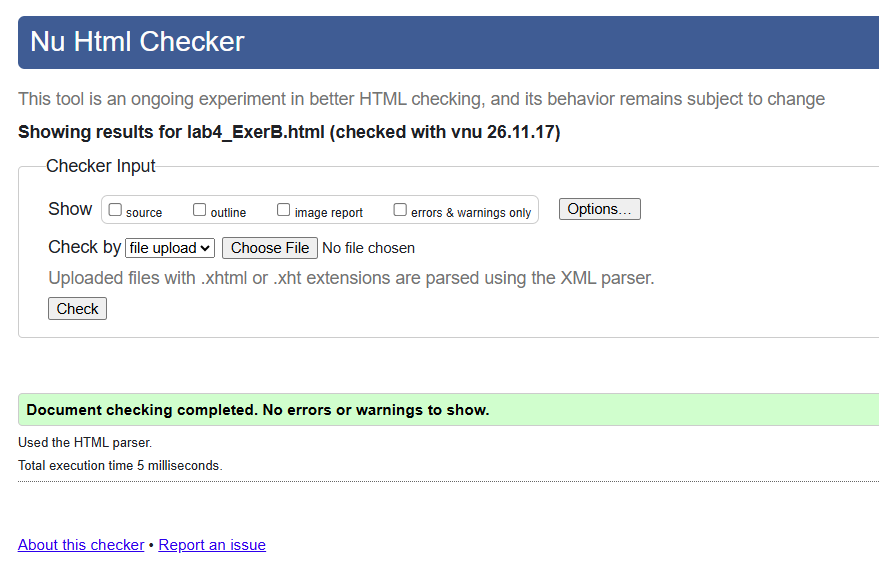 Nu Html Checker
This tool is an ongoing experiment in better HTML checking, and its behavior remains subject to change
Showing results for lab4_ExerB.html (checked with vnu 26.11.17)
Checker Input
Show source outline image report errors & warnings only Options...
Check by file upload Choose File No file chosen
Uploaded files with .xhtml or .xht extensions are parsed using the XML parser.
Check
Document checking completed. No errors or warnings to show.
Used the HTML parser.
Total execution time 5 milliseconds.
About this checker • Report an issue